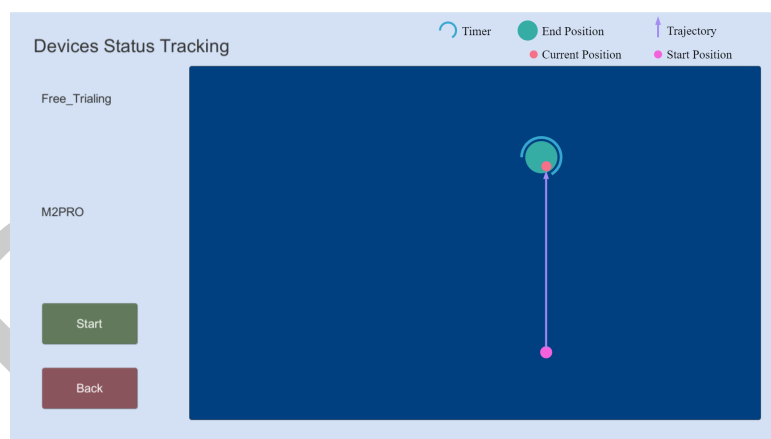 Devices Status Tracking
Timer
End Position
Trajectory
Current Position
Start Position
Free_Trialing
M2PRO
Start
Back